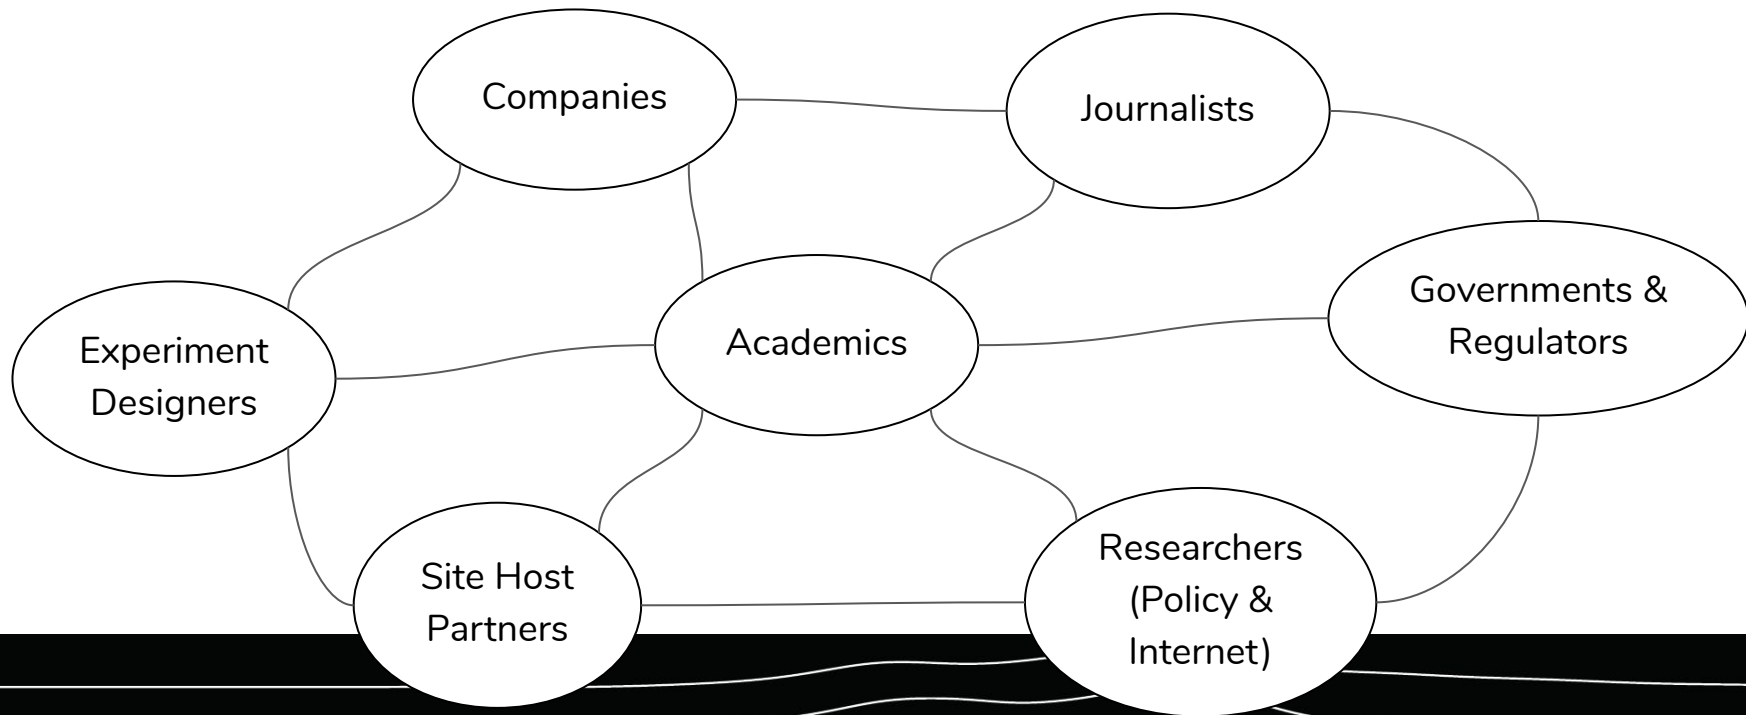 Companies
Journalists
Governments &
Regulators
Experiment
Designers
Academics
Site Host
Partners
Researchers
(Policy &
Internet)